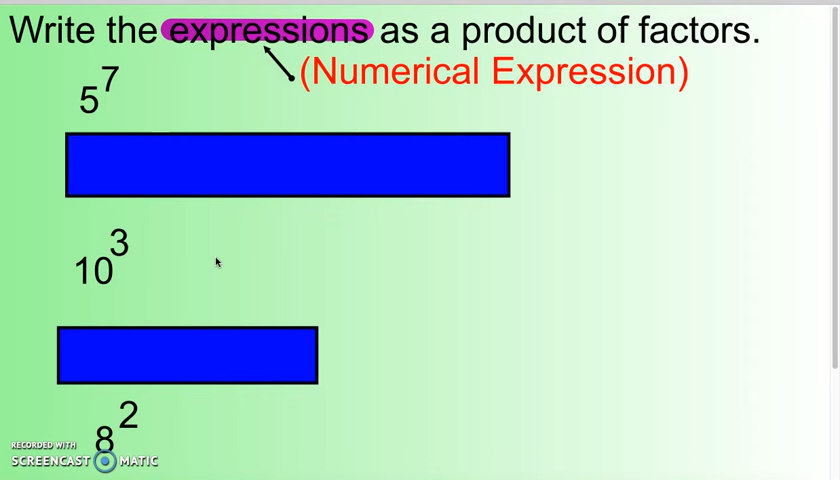 Write the expressions as a product of factors.
(Numerical Expression)
5⁷
10³
8²
RECORDED WITH
SCREENCAST MATIC